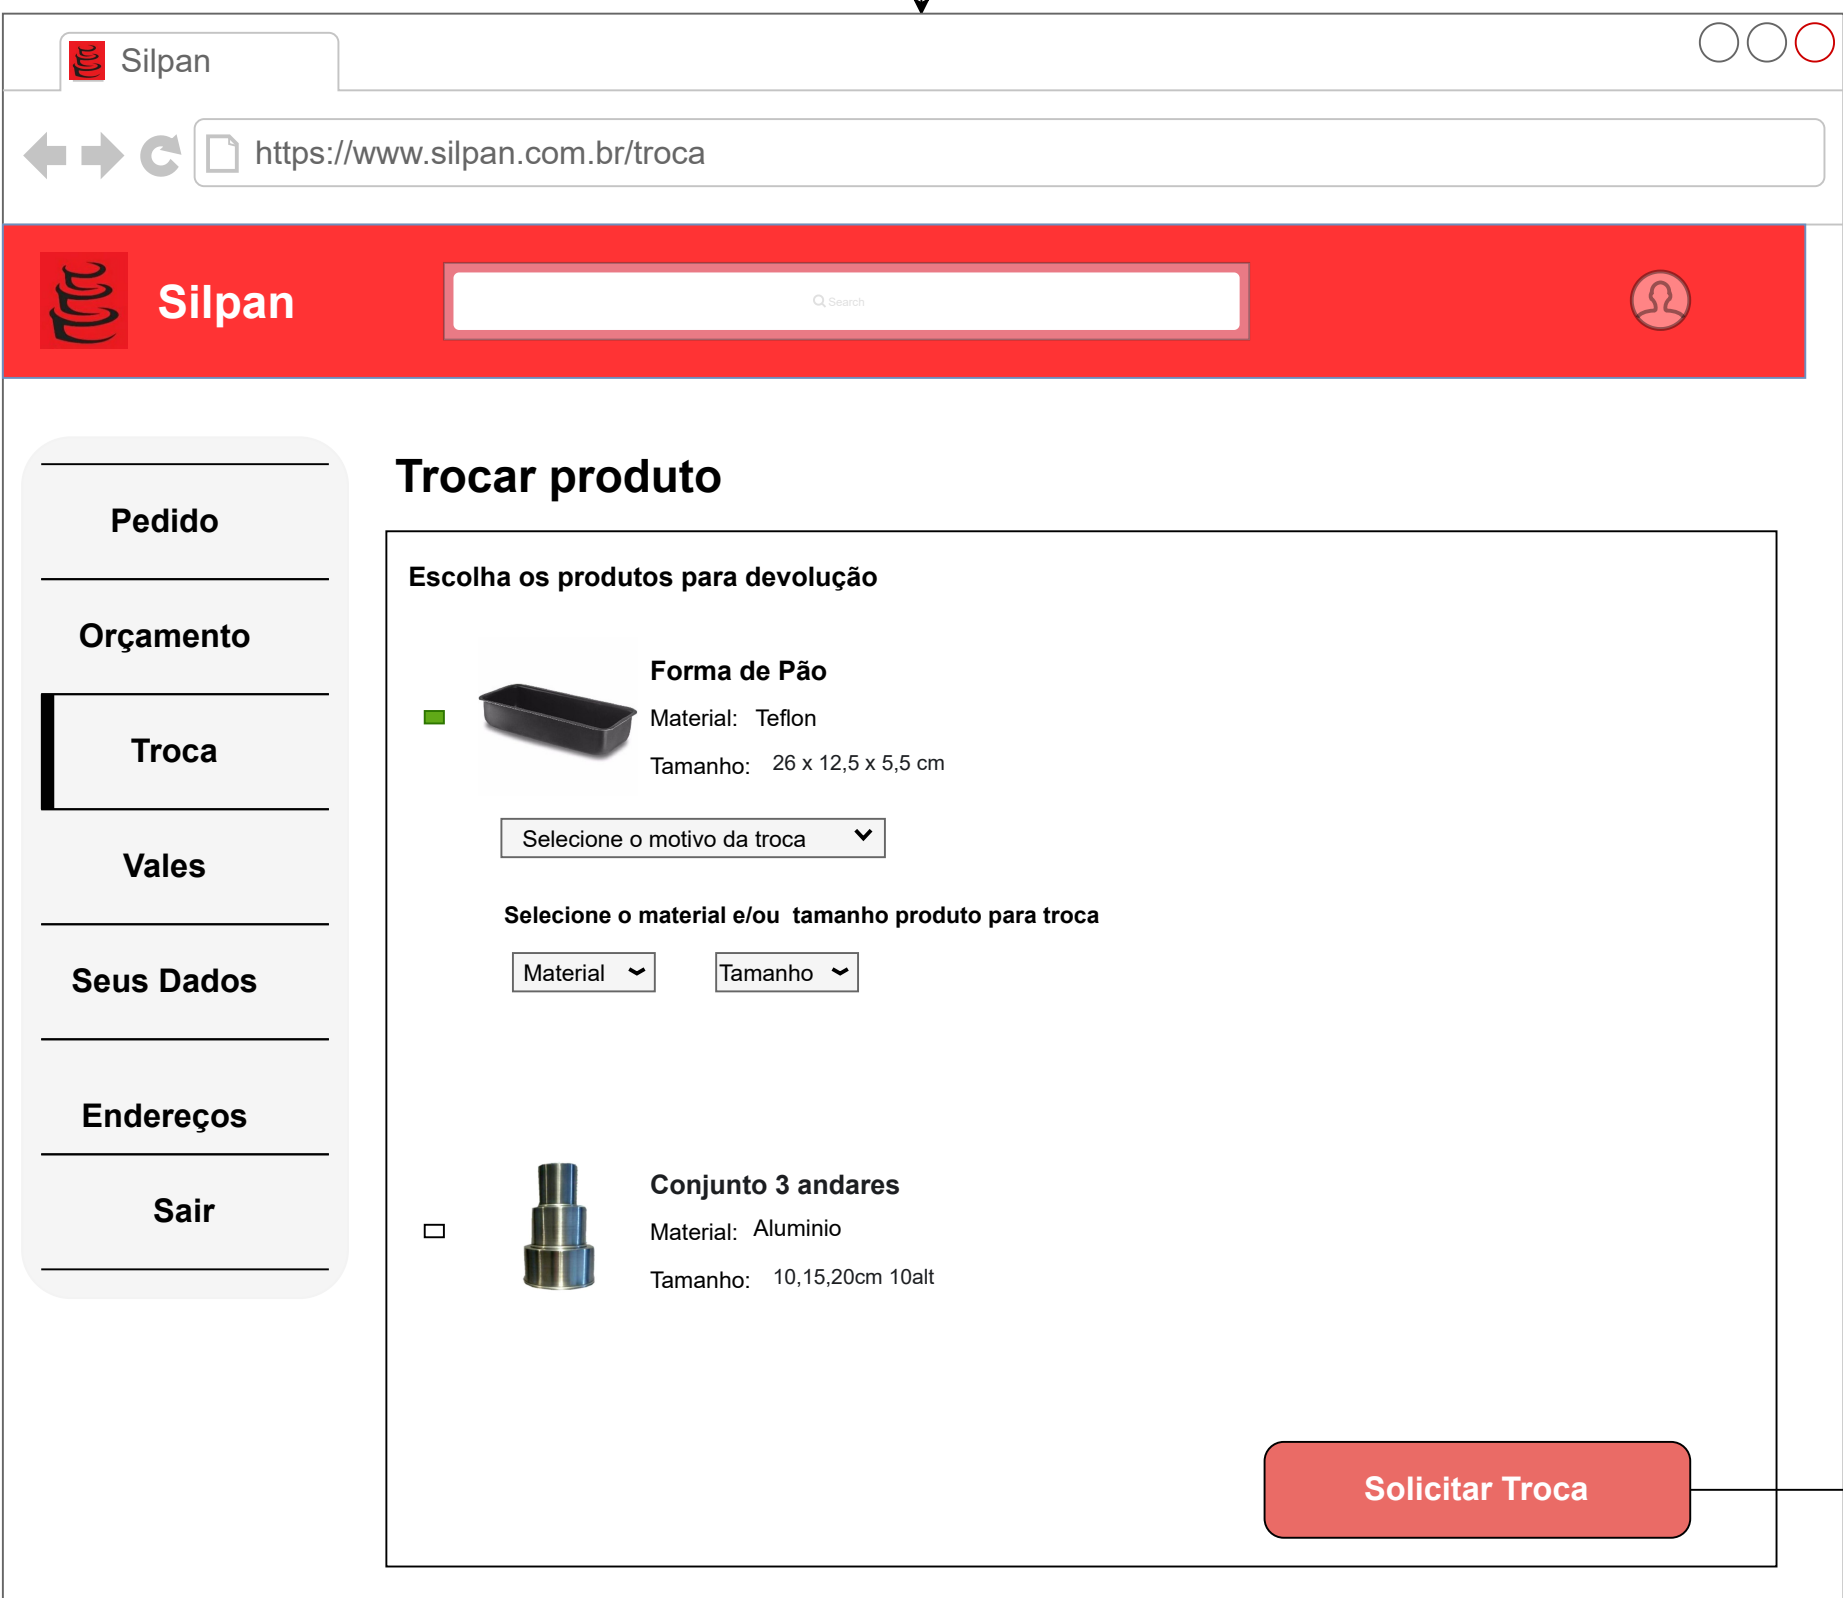 Silpan
https://www.silpan.com.br/troca
Silpan
Search
Pedido
Orçamento
Troca
Vales
Seus Dados
Endereços
Sair
Trocar produto
Escolha os produtos para devolução
Forma de Pão
Material: Teflon
Tamanho: 26 x 12,5 x 5,5 cm
Selecione o motivo da troca
Selecione o material e/ou tamanho produto para troca
Material
Tamanho
Conjunto 3 andares
Material: Aluminio
Tamanho: 10,15,20cm 10alt
Solicitar Troca